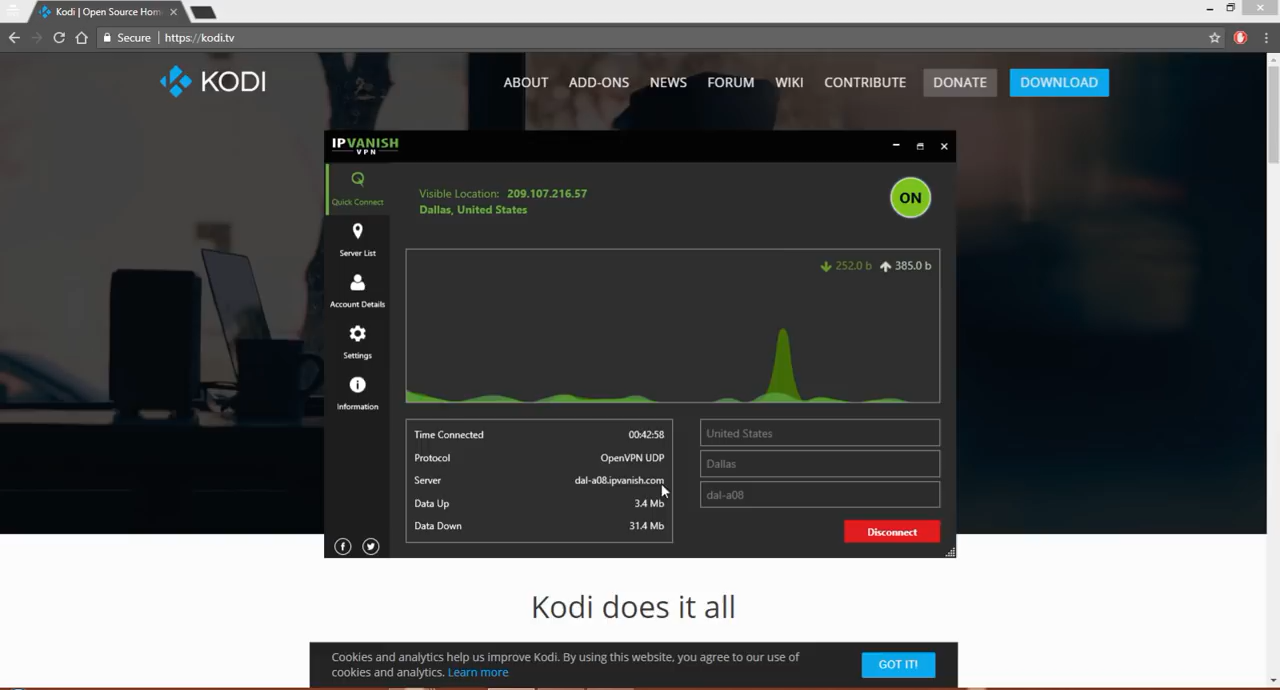 Kodi | Open Source Hom
Secure
https://kodi.tv
KODI
ABOUT
ADD-ONS
NEWS
FORUM
WIKI
CONTRIBUTE
DONATE
DOWNLOAD
IPVANISH
VPN
Quick Connect
Server List
Account Details
Settings
Information
Visible Location: 209.107.216.57
Dallas, United States
ON
252.0 b
385.0 b
Time Connected 00:42:58
Protocol OpenVPN UDP
Server dal-a08.ipvanish.com
Data Up 3.4 Mb
Data Down 31.4 Mb
United States
Dallas
dal-a08
Disconnect
Kodi does it all
Cookies and analytics help us improve Kodi. By using this website, you agree to our use of
cookies and analytics. Learn more
GOT IT!